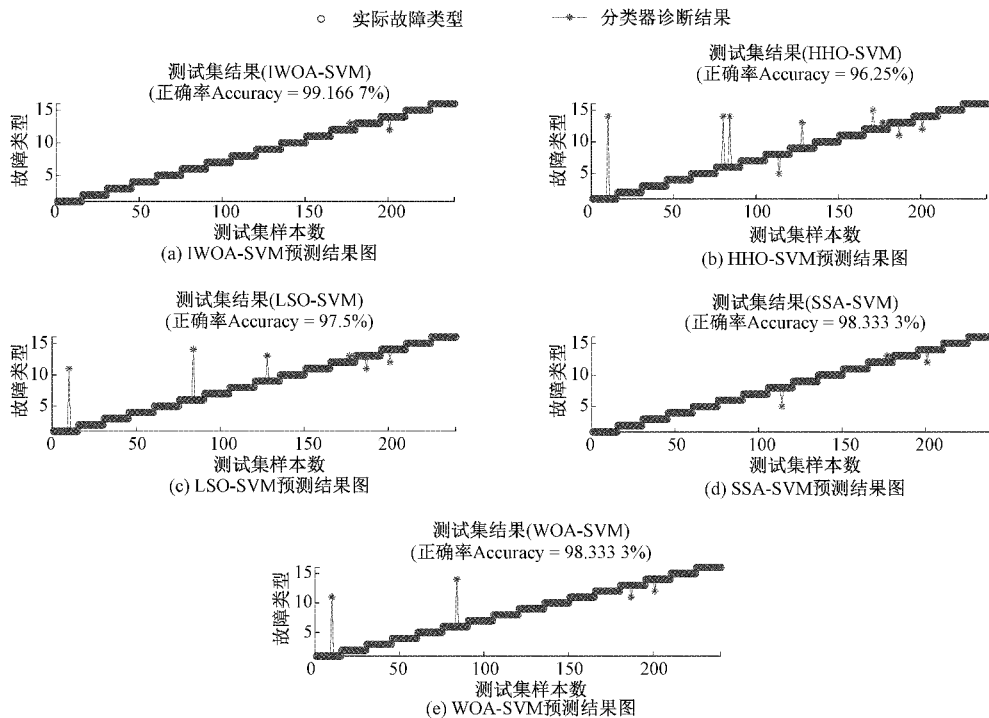 实际故障类型 分类器诊断结果
测试集结果(IWOA-SVM)
(正确率Accuracy = 99.166 7%)
故障类型
15
10
5
0 50 100 150 200
测试集样本数
(a) IWOA-SVM预测结果图
测试集结果(HHO-SVM)
(正确率Accuracy = 96.25%)
故障类型
15
10
5
0 50 100 150 200
测试集样本数
(b) HHO-SVM预测结果图
测试集结果(LSO-SVM)
(正确率Accuracy = 97.5%)
故障类型
15
10
5
0 50 100 150 200
测试集样本数
(c) LSO-SVM预测结果图
测试集结果(SSA-SVM)
(正确率Accuracy = 98.333 3%)
故障类型
15
10
5
0 50 100 150 200
测试集样本数
(d) SSA-SVM预测结果图
测试集结果(WOA-SVM)
(正确率Accuracy = 98.333 3%)
故障类型
15
10
5
0 50 100 150 200
测试集样本数
(e) WOA-SVM预测结果图